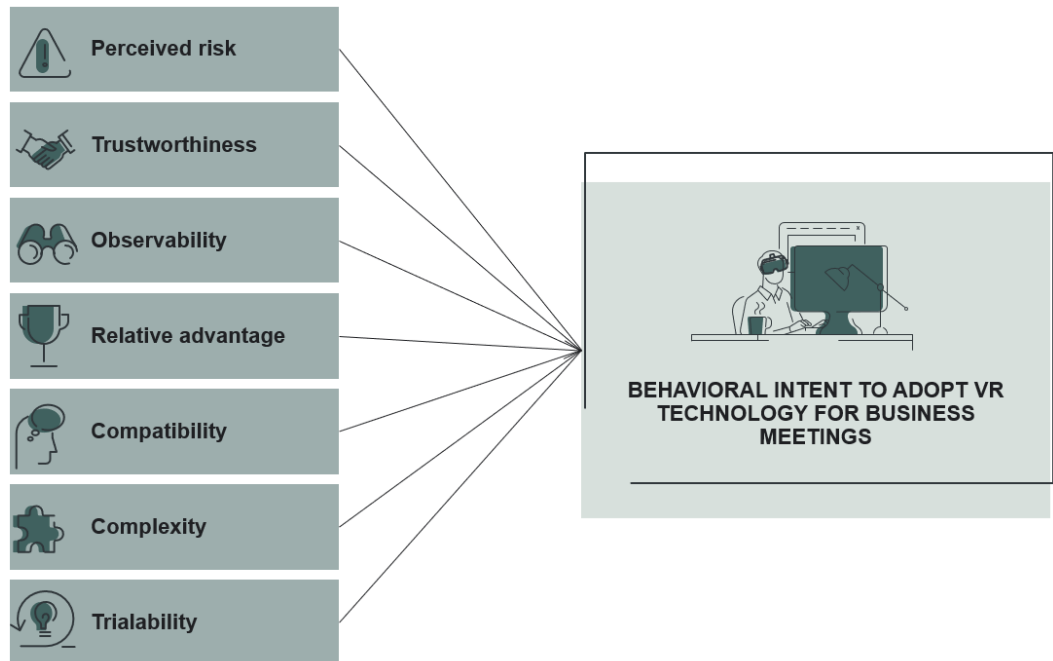 Perceived risk
Trustworthiness
Observability
Relative advantage
Compatibility
Complexity
Trialability
BEHAVIORAL INTENT TO ADOPT VR
TECHNOLOGY FOR BUSINESS
MEETINGS